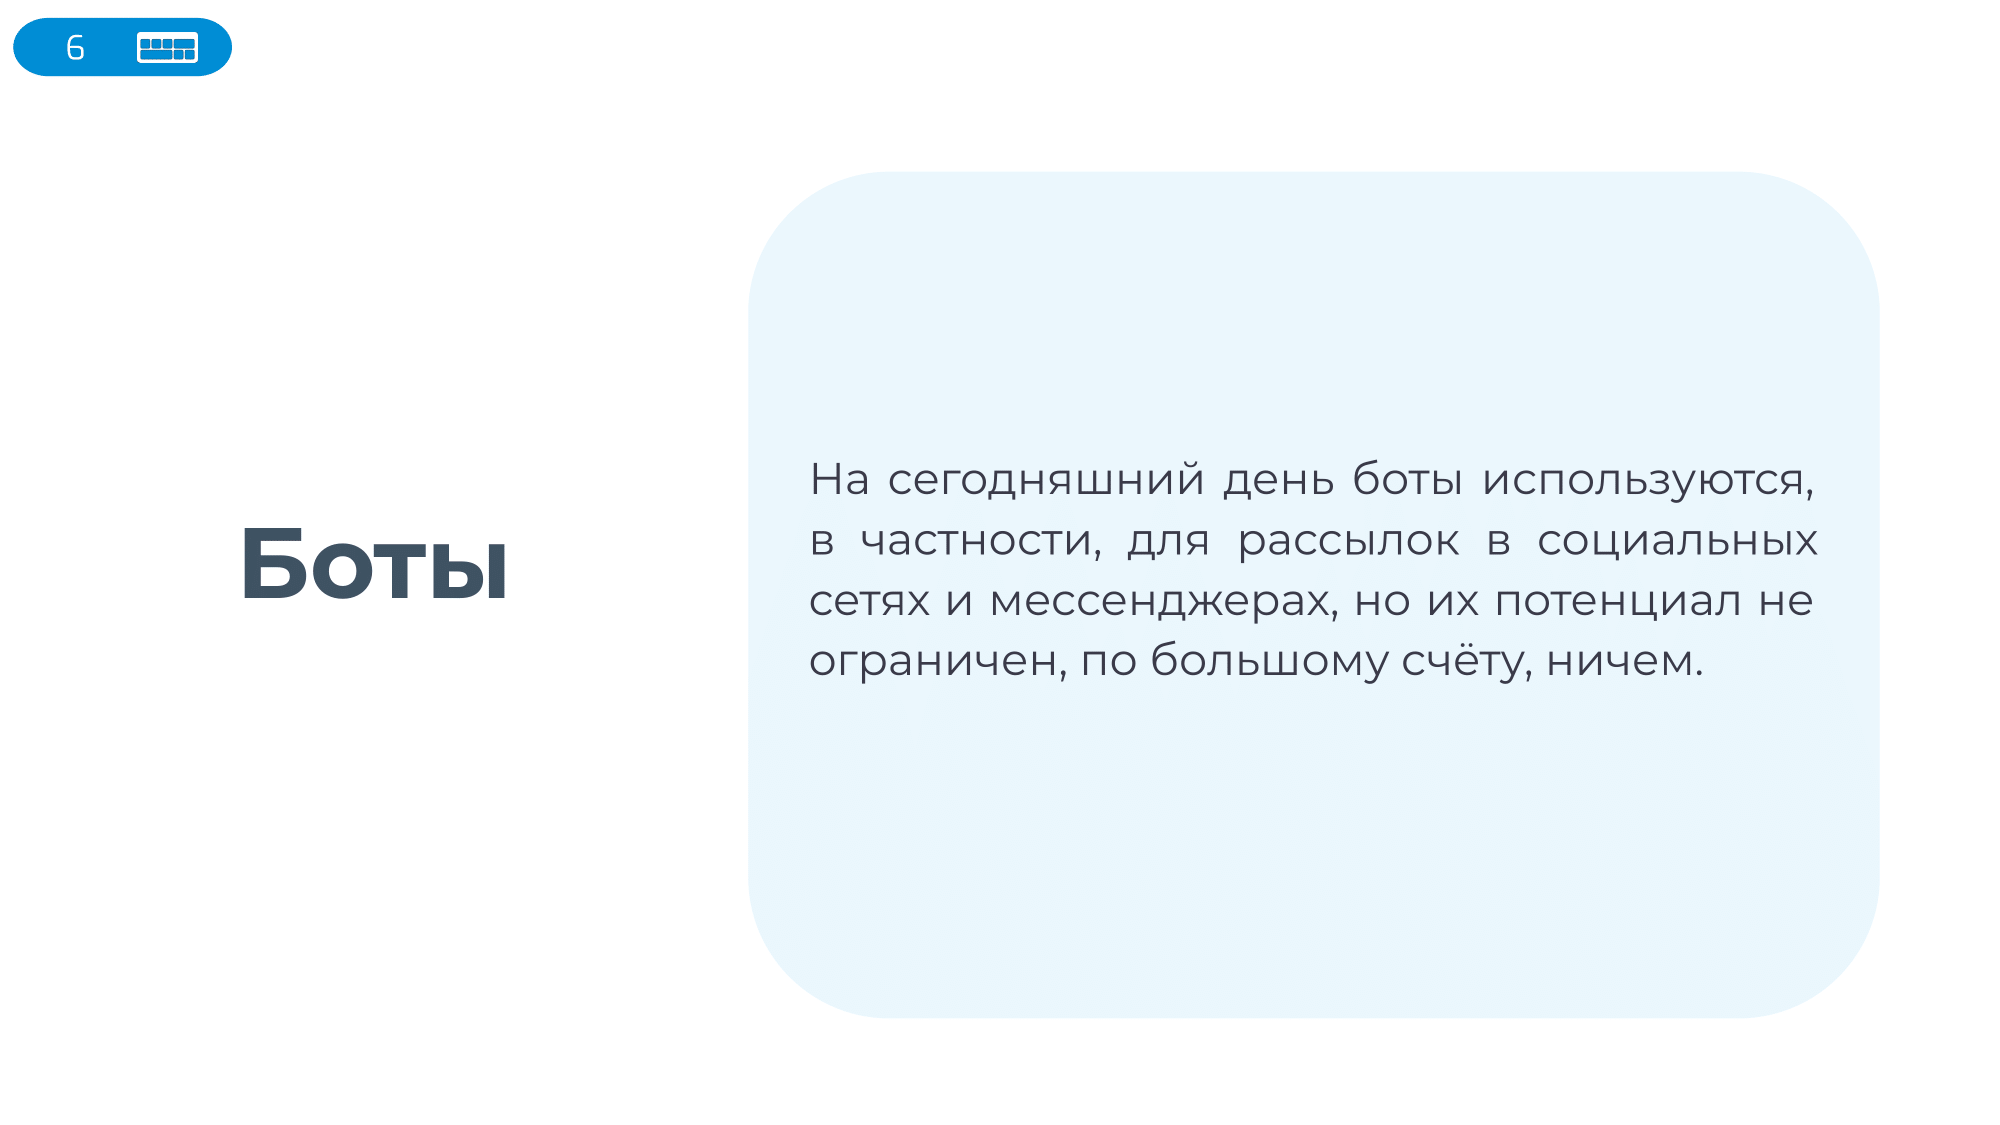 6
Боты
На сегодняшний день боты используются,
в частности, для рассылок в социальных
сетях и мессенджерах, но их потенциал не
ограничен, по большому счёту, ничем.